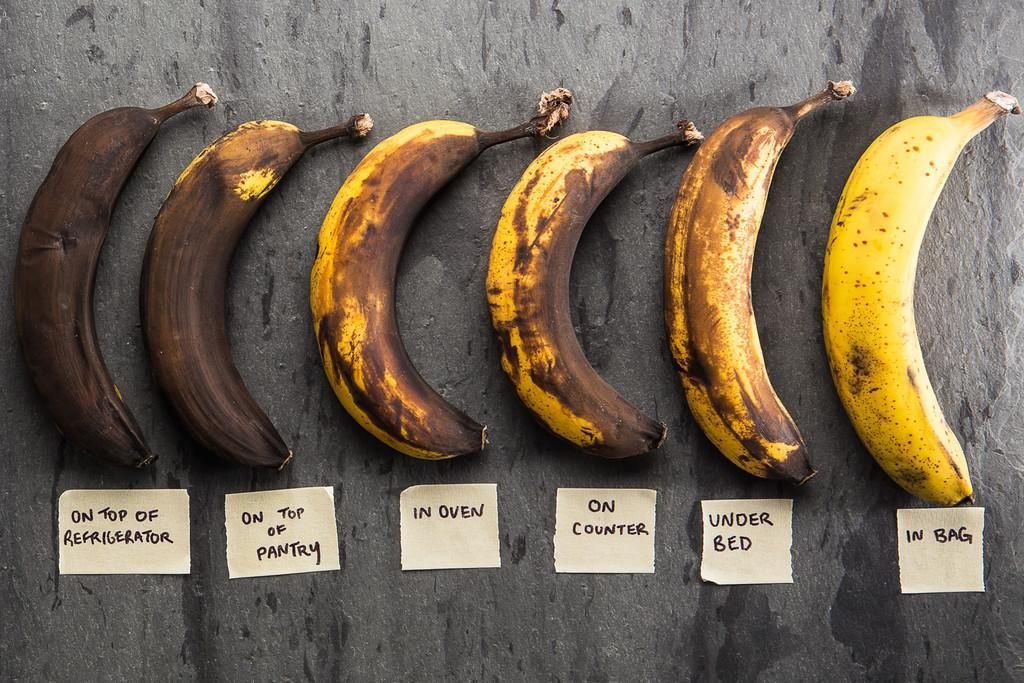 ON TOP OF
REFRIGERATOR
ON TOP
OF
PANTRY
IN OVEN
ON
COUNTER
UNDER
BED
IN BAG